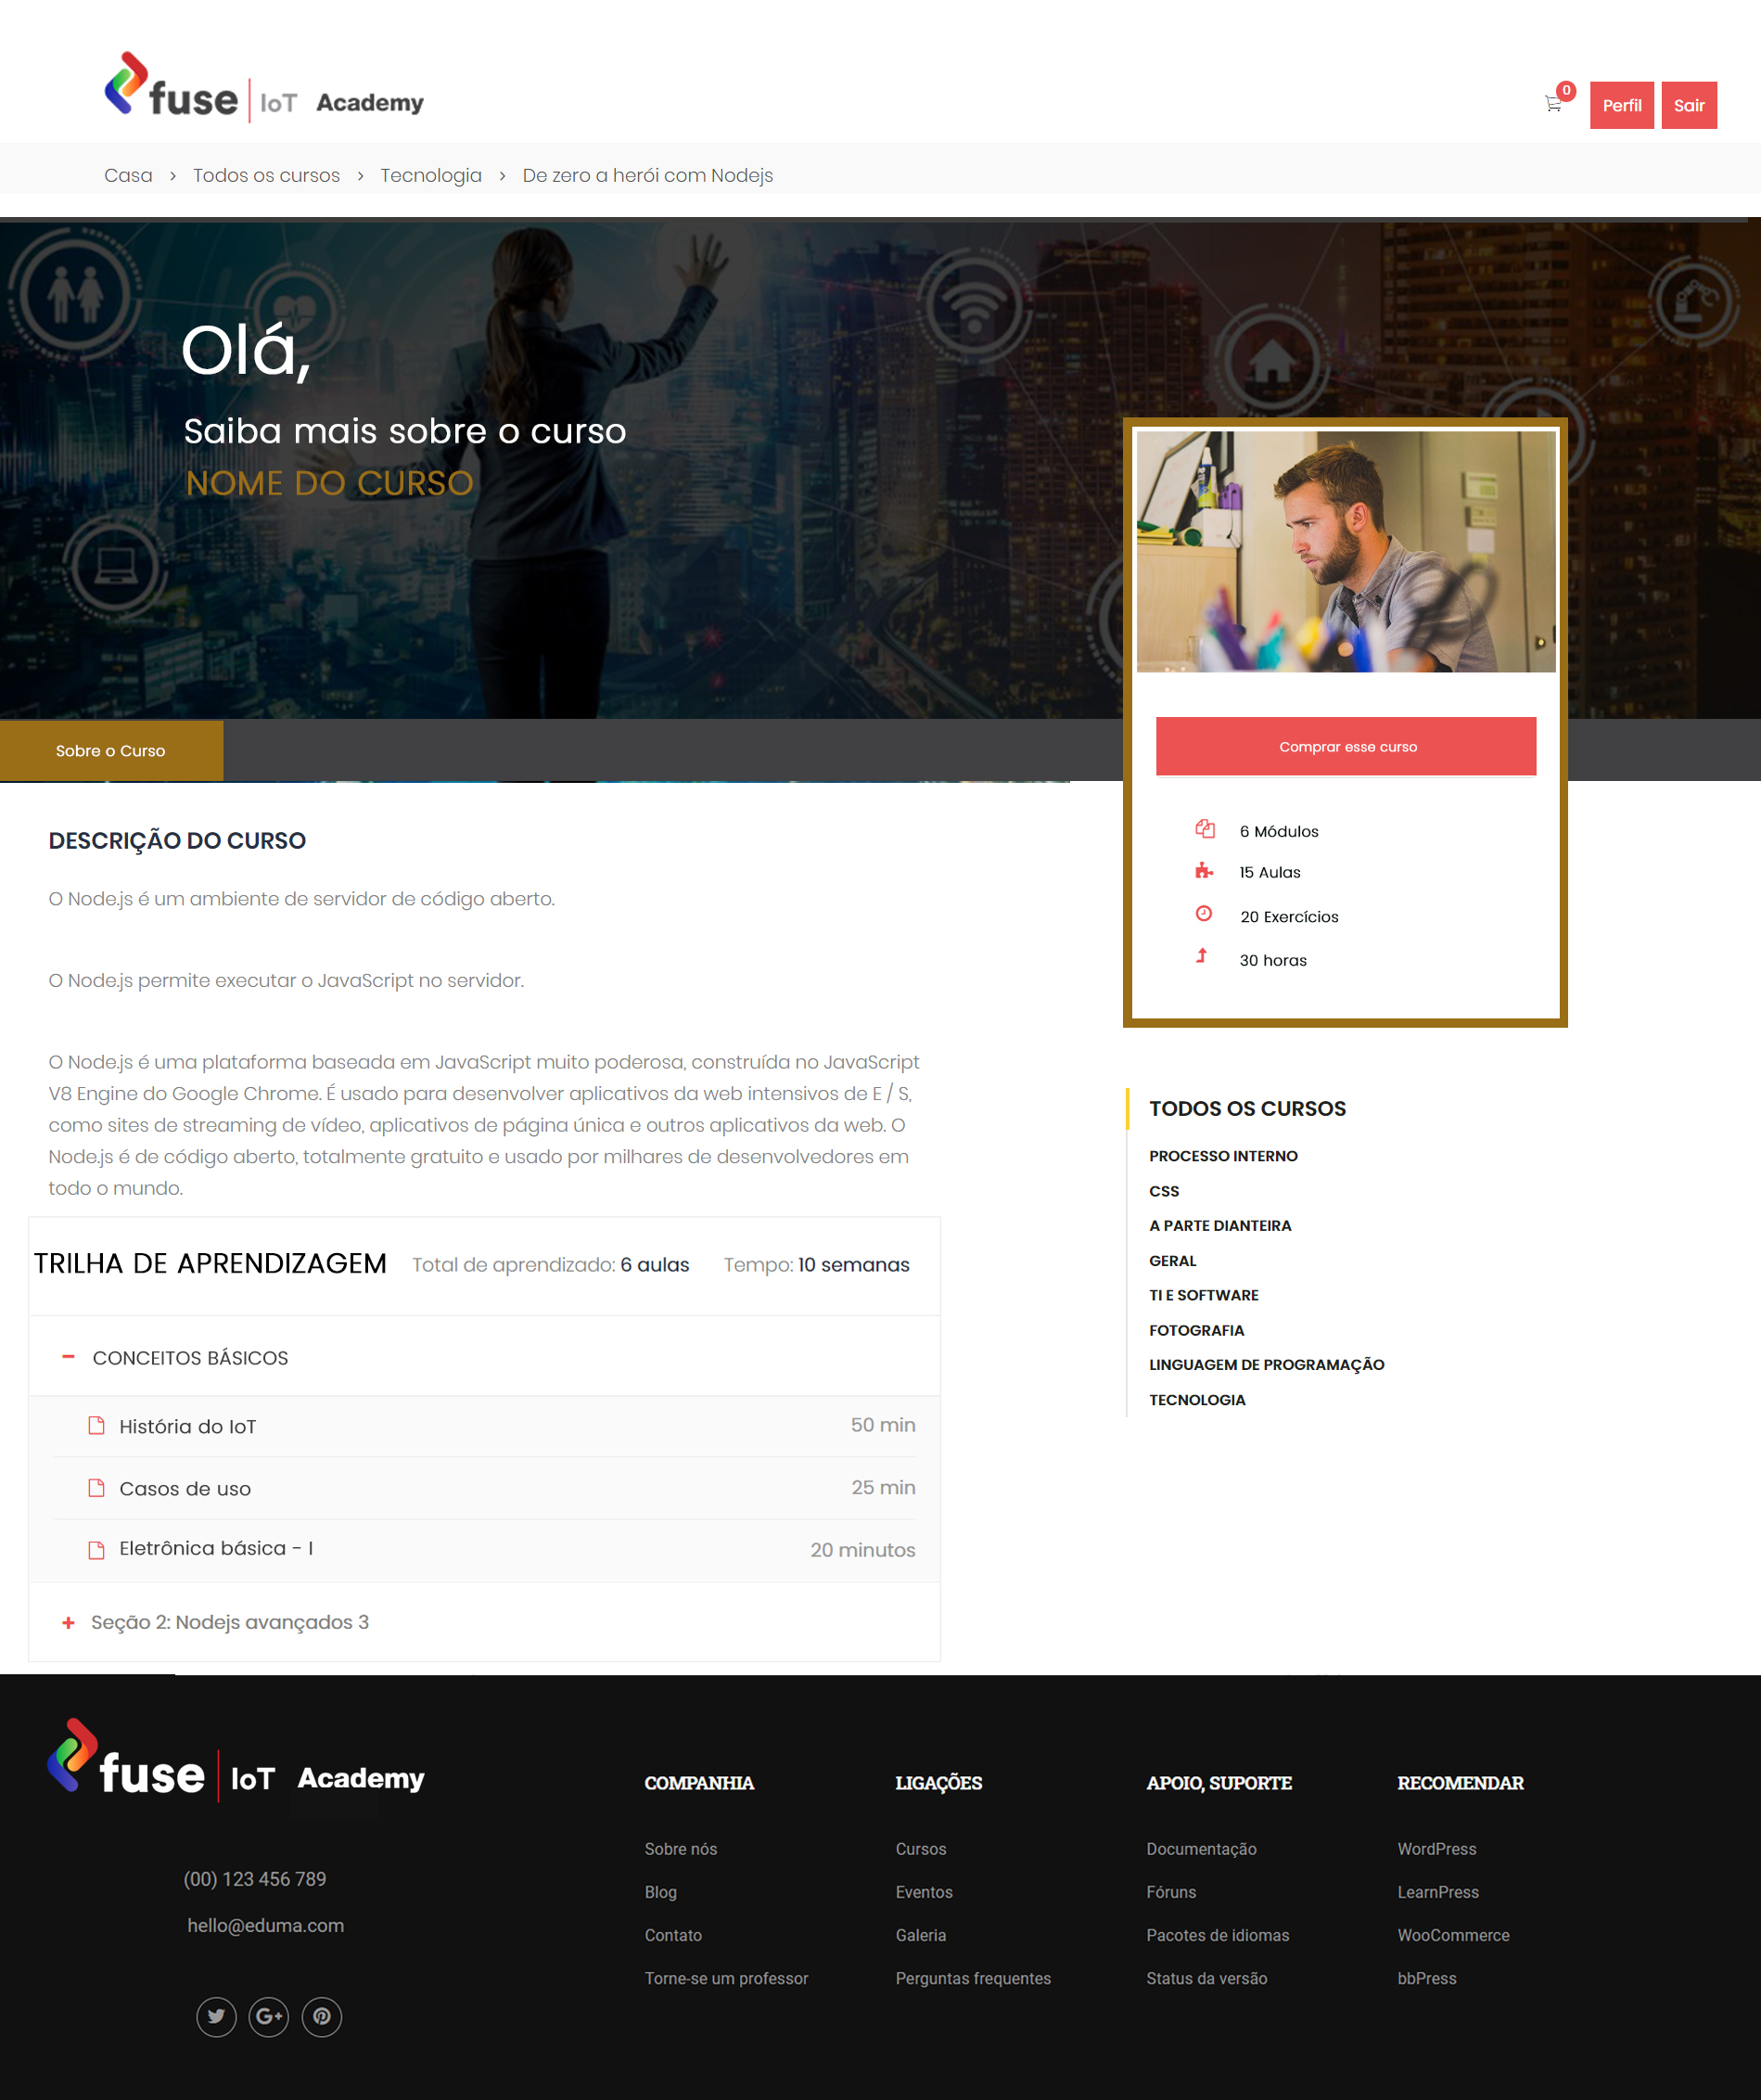 fuse IoT Academy
0
Perfil Sair
Casa > Todos os cursos > Tecnologia > De zero a herói com Nodejs
Olá,
Saiba mais sobre o curso
NOME DO CURSO
Sobre o Curso
Comprar esse curso
6 Módulos
15 Aulas
20 Exercícios
30 horas
DESCRIÇÃO DO CURSO
O Node.js é um ambiente de servidor de código aberto.
O Node.js permite executar o JavaScript no servidor.
O Node.js é uma plataforma baseada em JavaScript muito poderosa, construída no JavaScript
V8 Engine do Google Chrome. É usado para desenvolver aplicativos da web intensivos de E / S,
como sites de streaming de vídeo, aplicativos de página única e outros aplicativos da web. O
Node.js é de código aberto, totalmente gratuito e usado por milhares de desenvolvedores em
todo o mundo.
TRILHA DE APRENDIZAGEM Total de aprendizado: 6 aulas Tempo: 10 semanas
CONCEITOS BÁSICOS
História do IoT 50 min
Casos de uso 25 min
Eletrônica básica - I 20 minutos
Seção 2: Nodejs avançados 3
TODOS OS CURSOS
PROCESSO INTERNO
CSS
A PARTE DIANTEIRA
GERAL
TI E SOFTWARE
FOTOGRAFIA
LINGUAGEM DE PROGRAMAÇÃO
TECNOLOGIA
fuse IoT Academy
(00) 123 456 789
hello@eduma.com
G+
COMPANHIA
Sobre nós
Blog
Contato
Torne-se um professor
LIGAÇÕES
Cursos
Eventos
Galeria
Perguntas frequentes
APOIO, SUPORTE
Documentação
Fóruns
Pacotes de idiomas
Status da versão
RECOMENDAR
WordPress
LearnPress
WooCommerce
bbPress